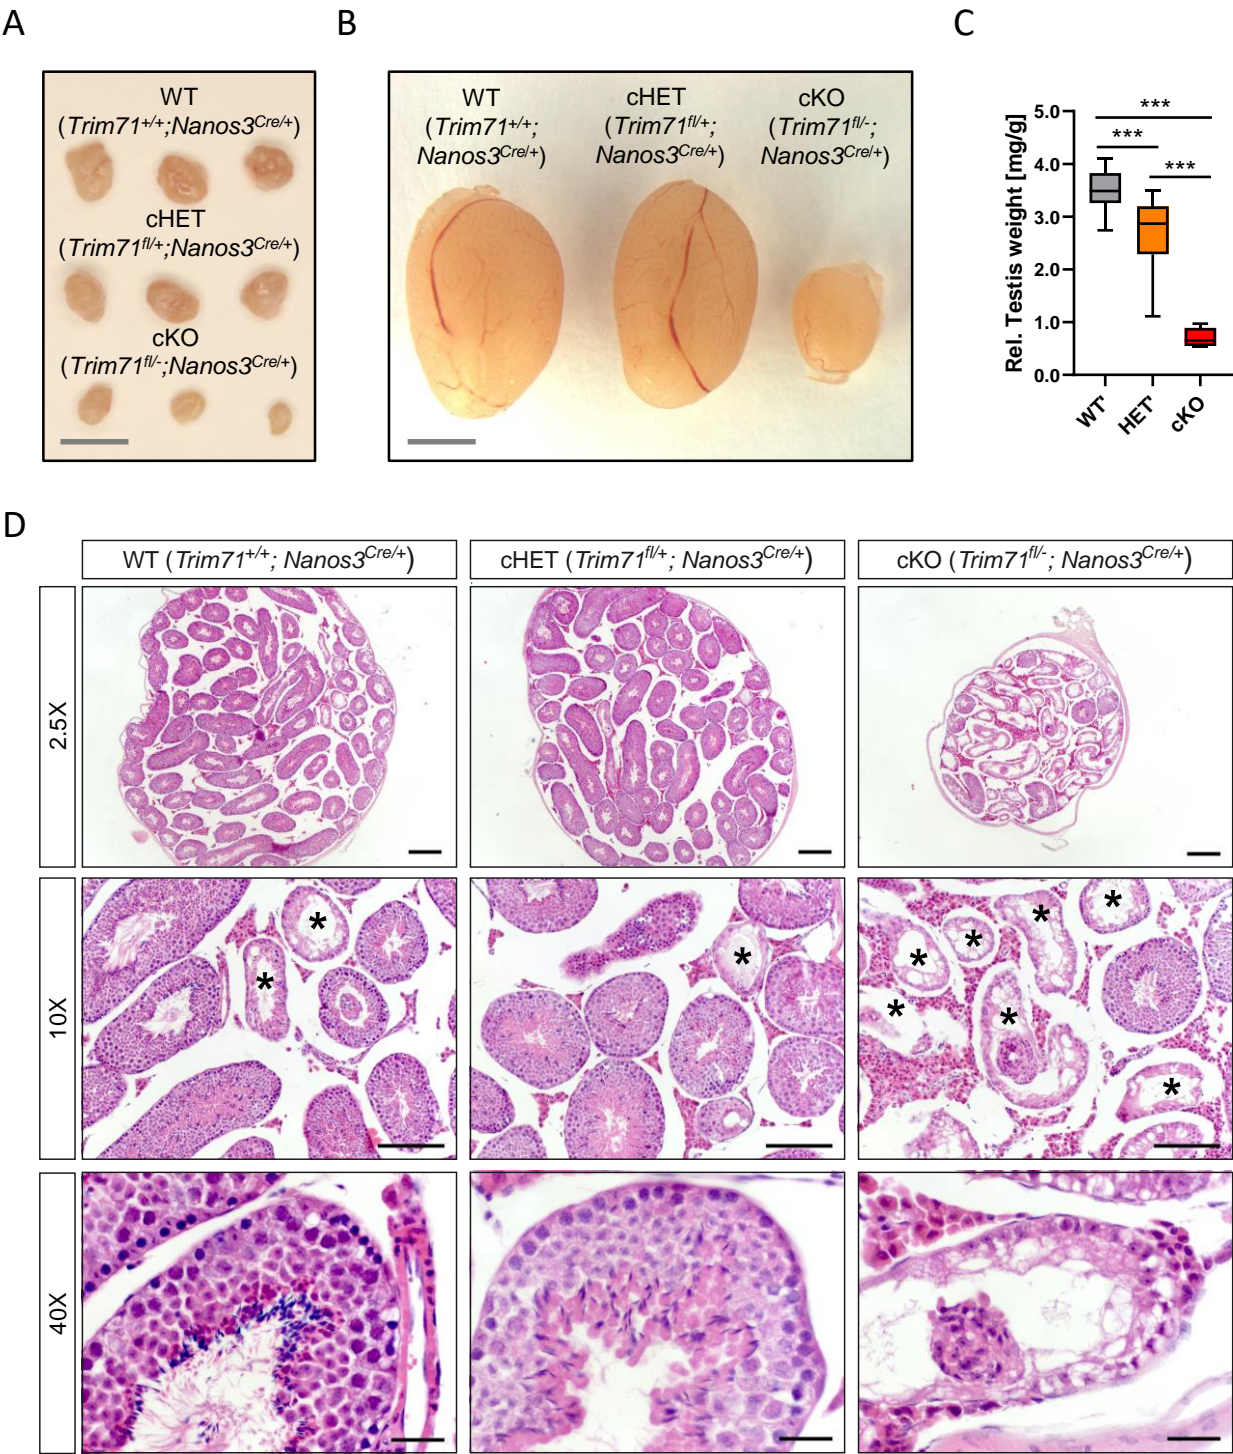 A
B
C
WT
(Trim71+/+;Nanos3Cre/+)
cHET
(Trim71fl/+;Nanos3Cre/+)
cKO
(Trim71fl/-;Nanos3Cre/+)
WT
(Trim71+/+;
Nanos3Cre/+)
cHET
(Trim71fl/+;
Nanos3Cre/+)
cKO
(Trim71fl/-;
Nanos3Cre/+)
Rel. Testis weight [mg/g]
5.0
4.0
3.0
2.0
1.0
0.0
***
***
***
WT'
HET'
cKO
D
WT (Trim71+/+; Nanos3Cre/+)
cHET (Trim71fl/+; Nanos3Cre/+)
cKO (Trim71fl/-; Nanos3Cre/+)
2.5X
10X
* *
*
* * * * * * *
40X